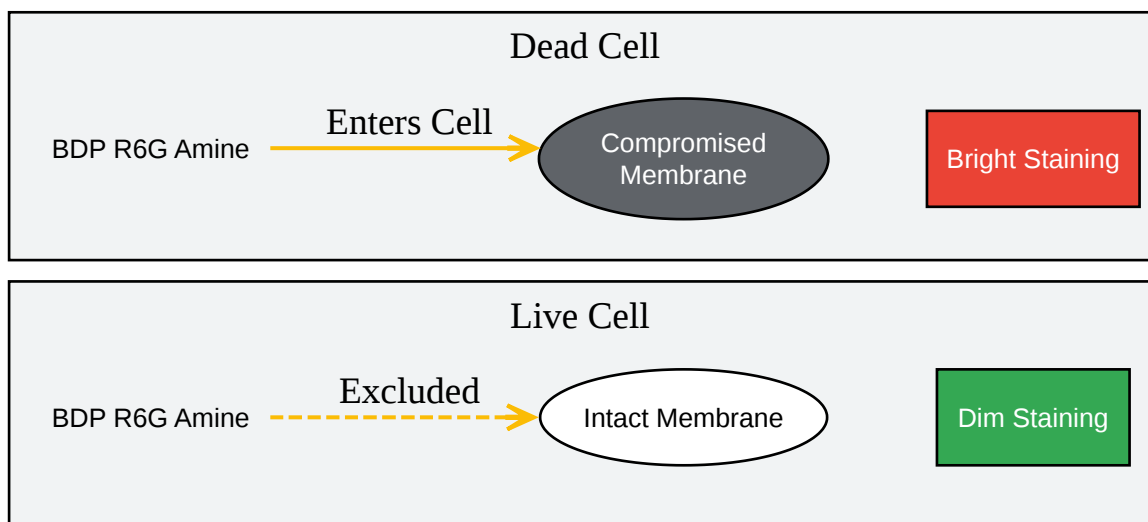 Dead Cell
BDP R6G Amine
Enters Cell
Compromised
Membrane
Bright Staining
Live Cell
BDP R6G Amine
Excluded
Intact Membrane
Dim Staining